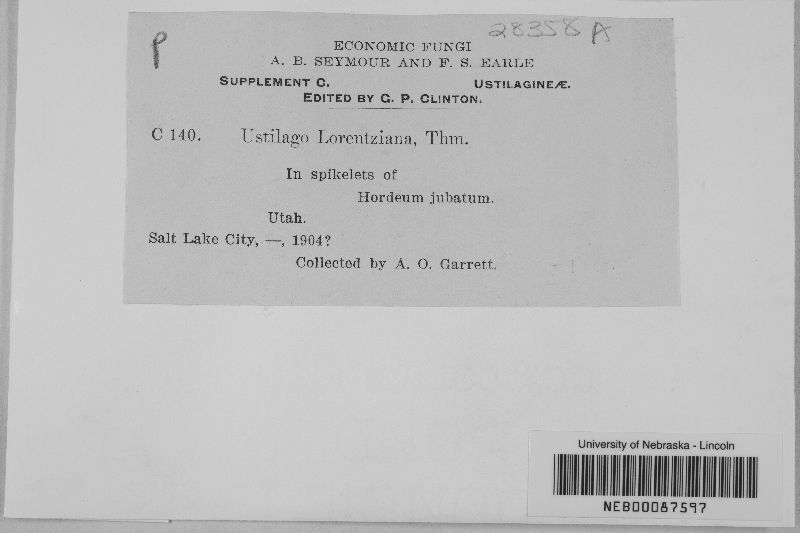 28358 A
P
ECONOMIC FUNGI
A. B. SEYMOUR AND F. S. EARLE
SUPPLEMENT C. USTILAGINEÆ.
EDITED BY G. P. CLINTON.
C 140. Ustilago Lorentziana, Thm.
In spikelets of
Hordeum jubatum.
Utah.
Salt Lake City, —, 1904?
Collected by A. O. Garrett.
University of Nebraska - Lincoln
NEB00087597